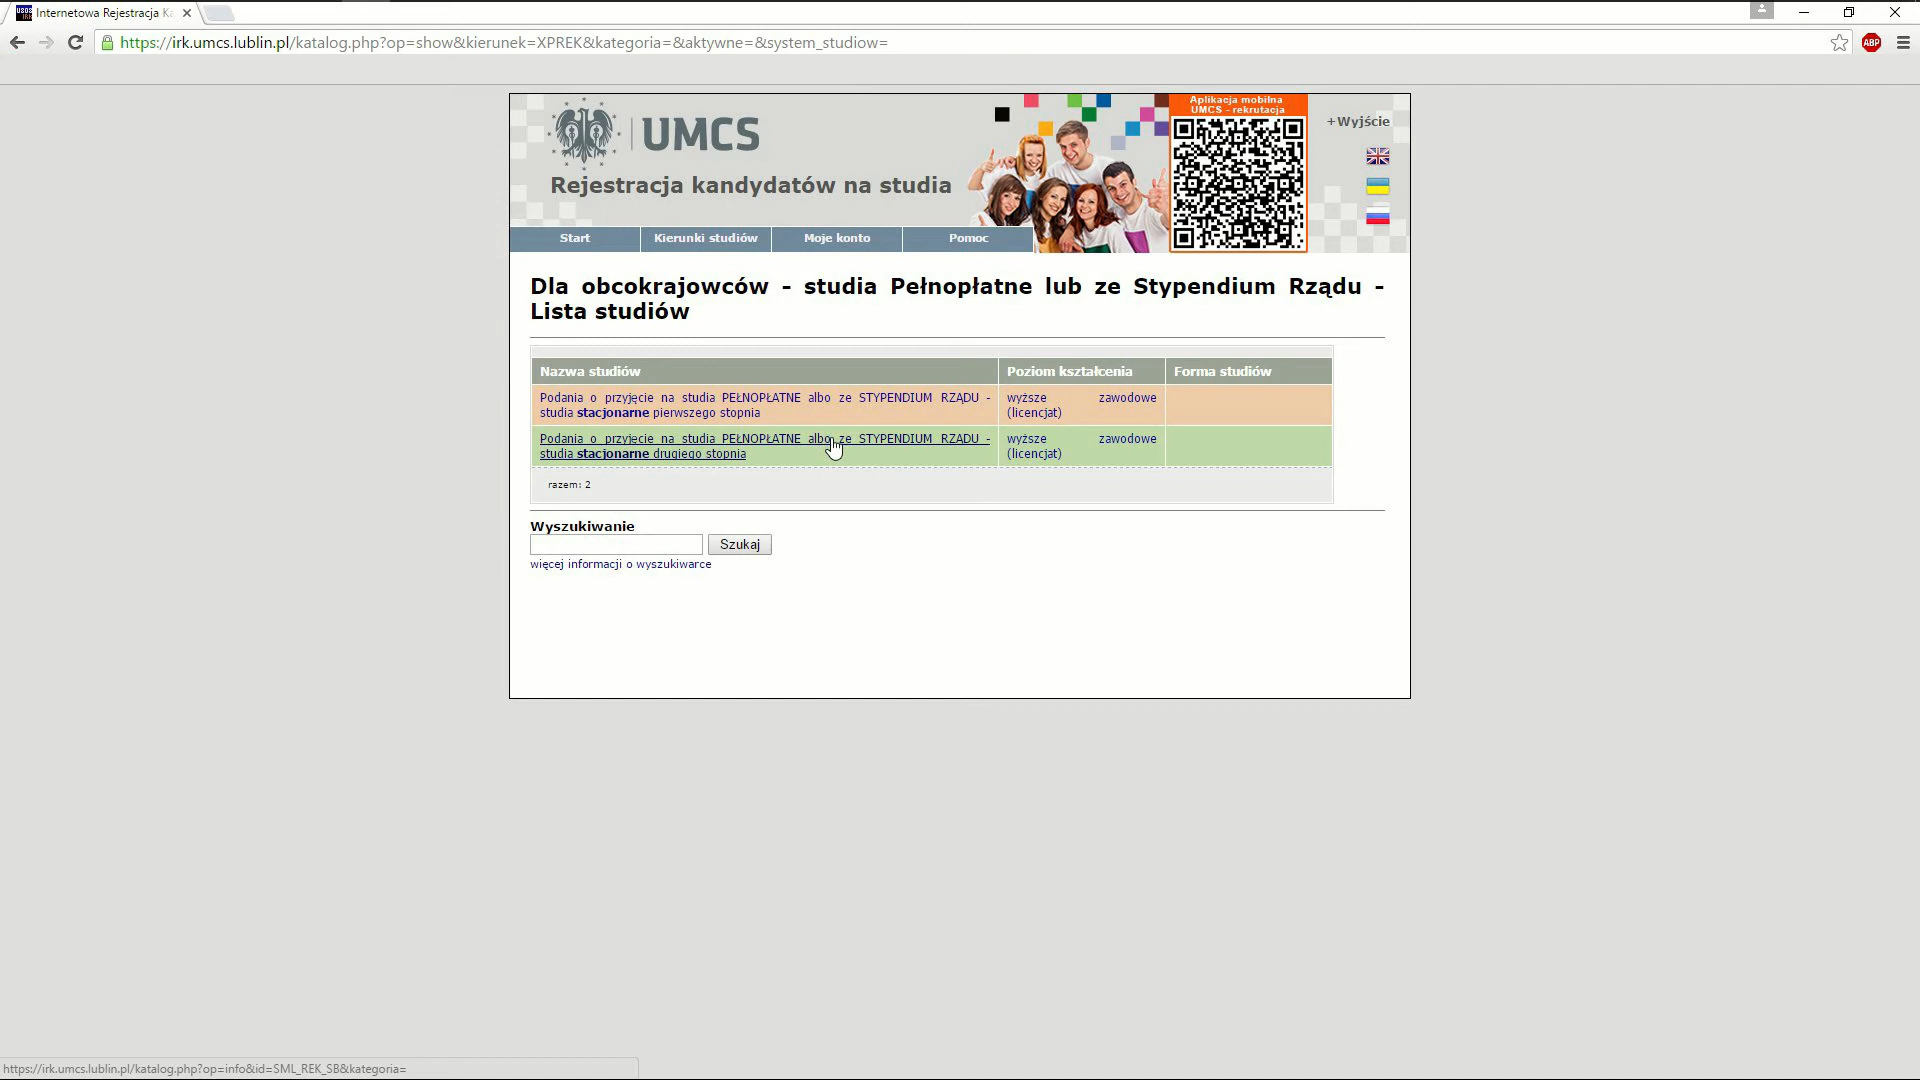 Internetowa Rejestracja Ka
https://irk.umcs.lublin.pl/katalog.php?op=show&kierunek=XPREK&kategoria=&aktywne=&system_studiow=
ABP
UMCS
Rejestracja kandydatów na studia
Aplikacja mobilna
UMCS - rekrutacja
+Wyjście
Start
Kierunki studiów
Moje konto
Pomoc
Dla obcokrajowców - studia Pełnopłatne lub ze Stypendium Rządu -
Lista studiów
Nazwa studiów
Poziom kształcenia
Forma studiów
Podania o przyjęcie na studia PEŁNOPŁATNE albo ze STYPENDIUM RZĄDU -
studia stacjonarne pierwszego stopnia
wyższe zawodowe
(licencjat)
Podania o przyjęcie na studia PEŁNOPŁATNE albo ze STYPENDIUM RZĄDU -
studia stacjonarne drugiego stopnia
wyższe zawodowe
(licencjat)
razem: 2
Wyszukiwanie
Szukaj
więcej informacji o wyszukiwarce
https://irk.umcs.lublin.pl/katalog.php?op=info&id=SML_REK_SB&kategoria=